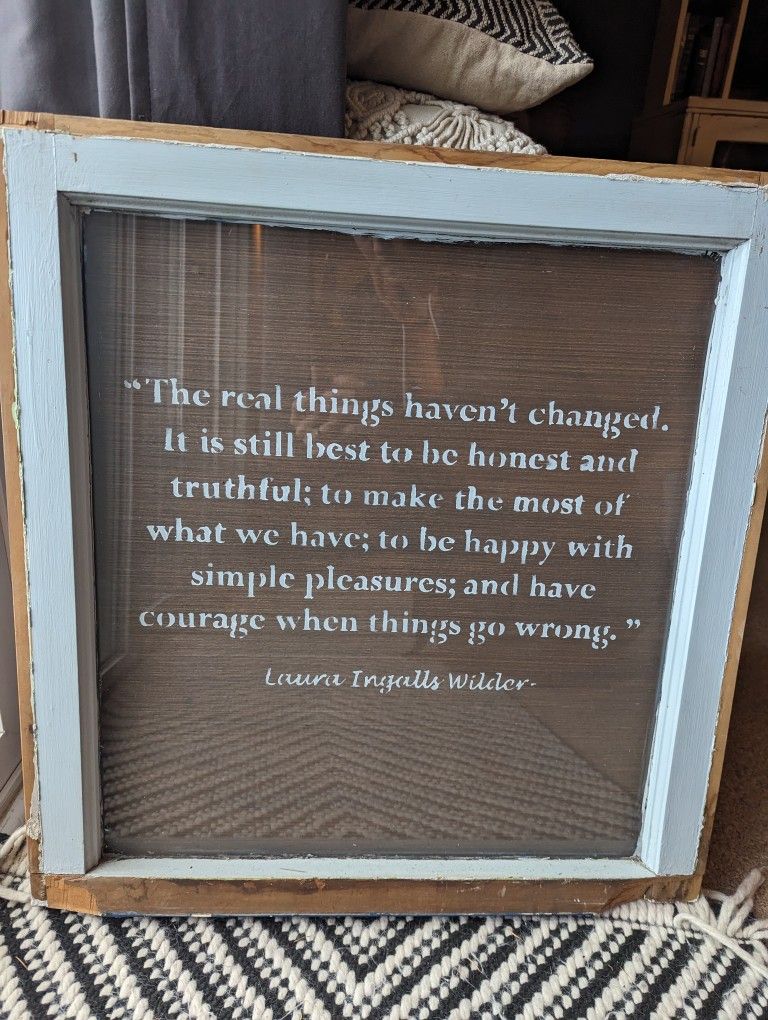 “The real things haven’t changed.
It is still best to be honest and
truthful; to make the most of
what we have; to be happy with
simple pleasures; and have
courage when things go wrong.”
Laura Ingalls Wilder-